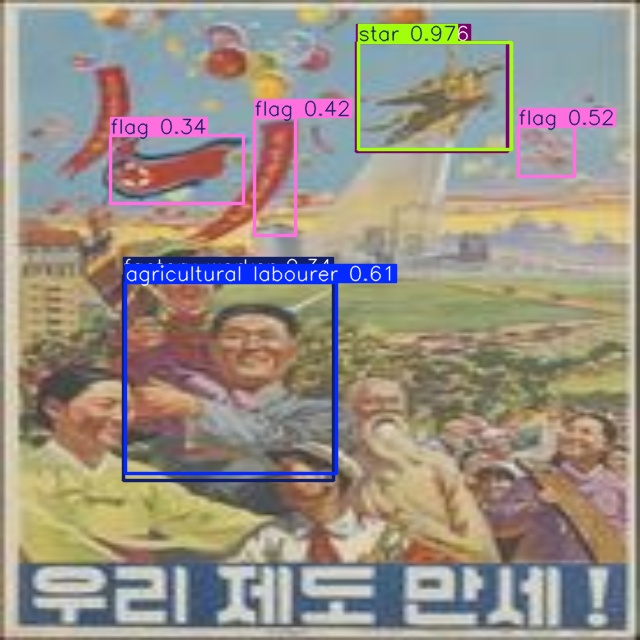 star 0.976
flag 0.42
flag 0.34
flag 0.52
agricultural labourer 0.61
우리 제도 만세!